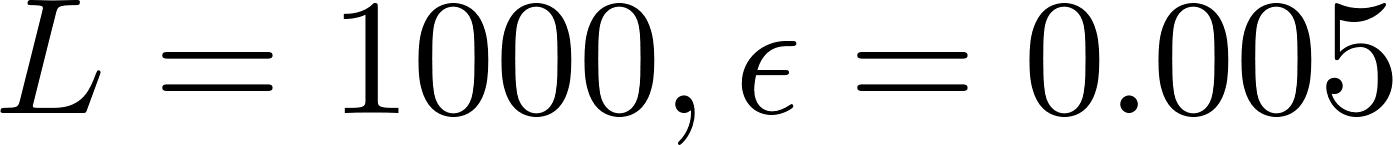 L = 1000, ϵ = 0.005